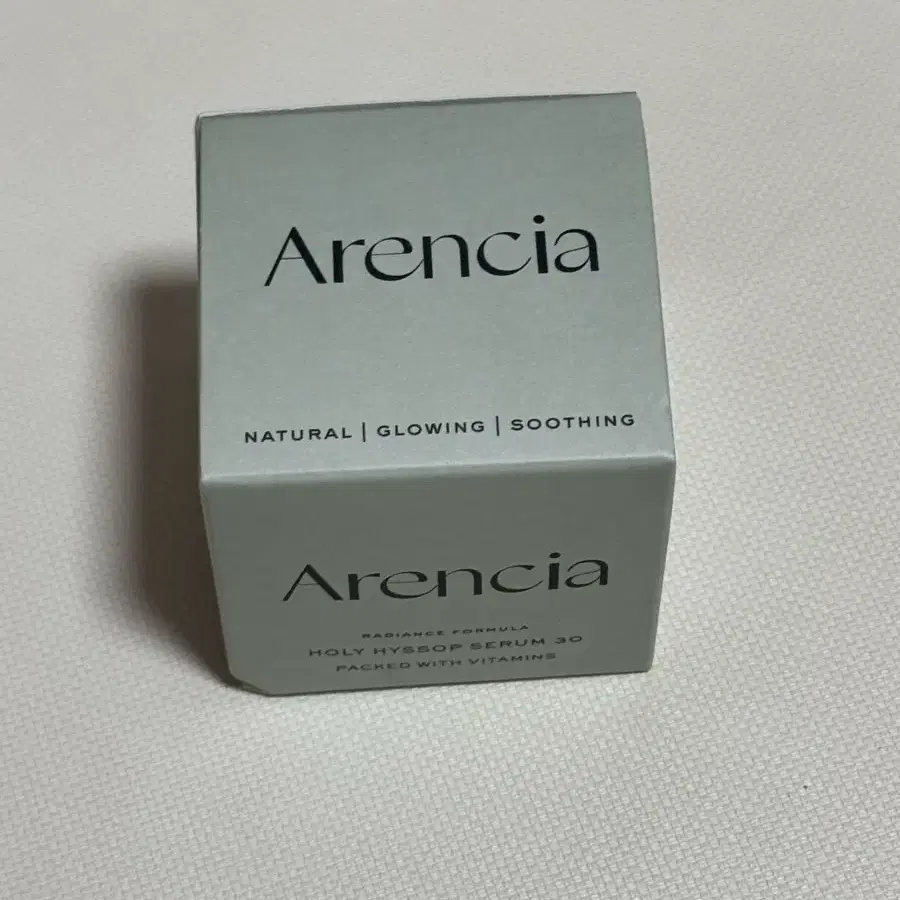 Arencia
NATURAL | GLOWING | SOOTHING
Arencia
RADIANCE FORMULA
HOLY HYSSOP SERUM 30
PACKED WITH VITAMINS